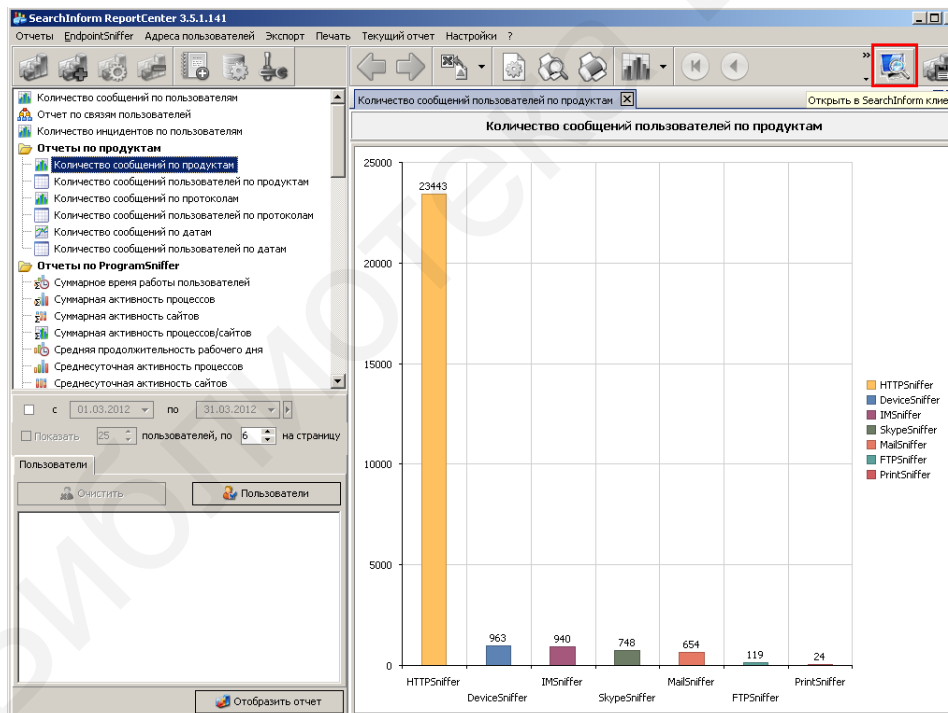 SearchInform ReportCenter 3.5.1.141
Отчеты EndpointSniffer Адреса пользователей Экспорт Печать Текущий отчет Настройки ?
Количество сообщений по пользователям
Отчет по связям пользователей
Количество инцидентов по пользователям
Отчеты по продуктам
Количество сообщений по продуктам
Количество сообщений пользователей по продуктам
Количество сообщений по протоколам
Количество сообщений пользователей по протоколам
Количество сообщений по датам
Количество сообщений пользователей по датам
Отчеты по ProgramSniffer
Суммарное время работы пользователей
Суммарная активность процессов
Суммарная активность сайтов
Суммарная активность процессов/сайтов
Средняя продолжительность рабочего дня
Среднесуточная активность процессов
Среднесуточная активность сайтов
с 01.03.2012 по 31.03.2012
Показать 25 пользователей, по 6 на страницу
Пользователи
Очистить Пользователи
Отобразить отчет
Количество сообщений пользователей по продуктам
Открыть в SearchInform клие
Количество сообщений пользователей по продуктам
25000
23443
20000
15000
10000
5000
963 940 748 654 119 24
0
HTTPSniffer IMSniffer MailSniffer PrintSniffer
DeviceSniffer SkypeSniffer FTPSniffer
HTTPSniffer
DeviceSniffer
IMSniffer
SkypeSniffer
MailSniffer
FTPSniffer
PrintSniffer